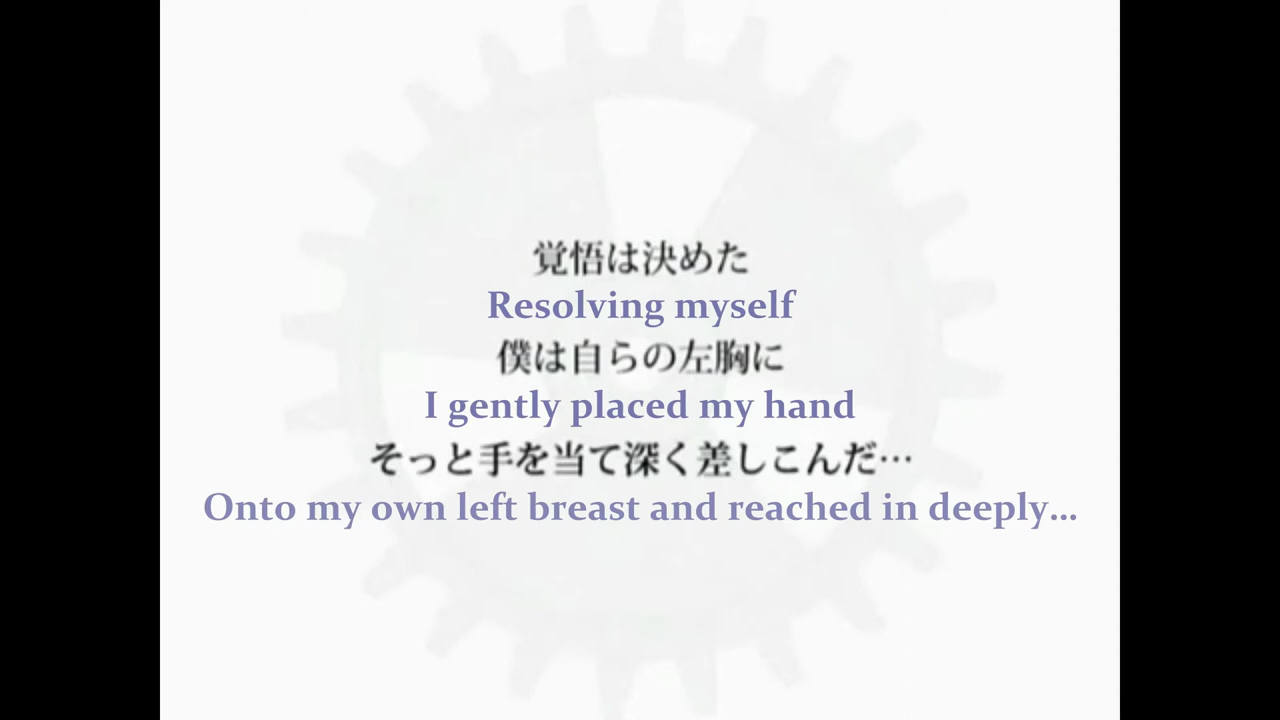 覚悟は決めた
Resolving myself
僕は自らの左胸に
I gently placed my hand
そっと手を当て深く差しこんだ…
Onto my own left breast and reached in deeply...